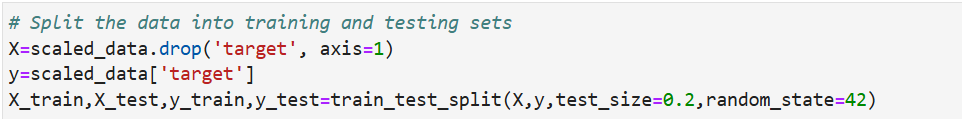 # Split the data into training and testing sets
X=scaled_data.drop('target', axis=1)
y=scaled_data['target']
X_train,X_test,y_train,y_test=train_test_split(X,y,test_size=0.2,random_state=42)